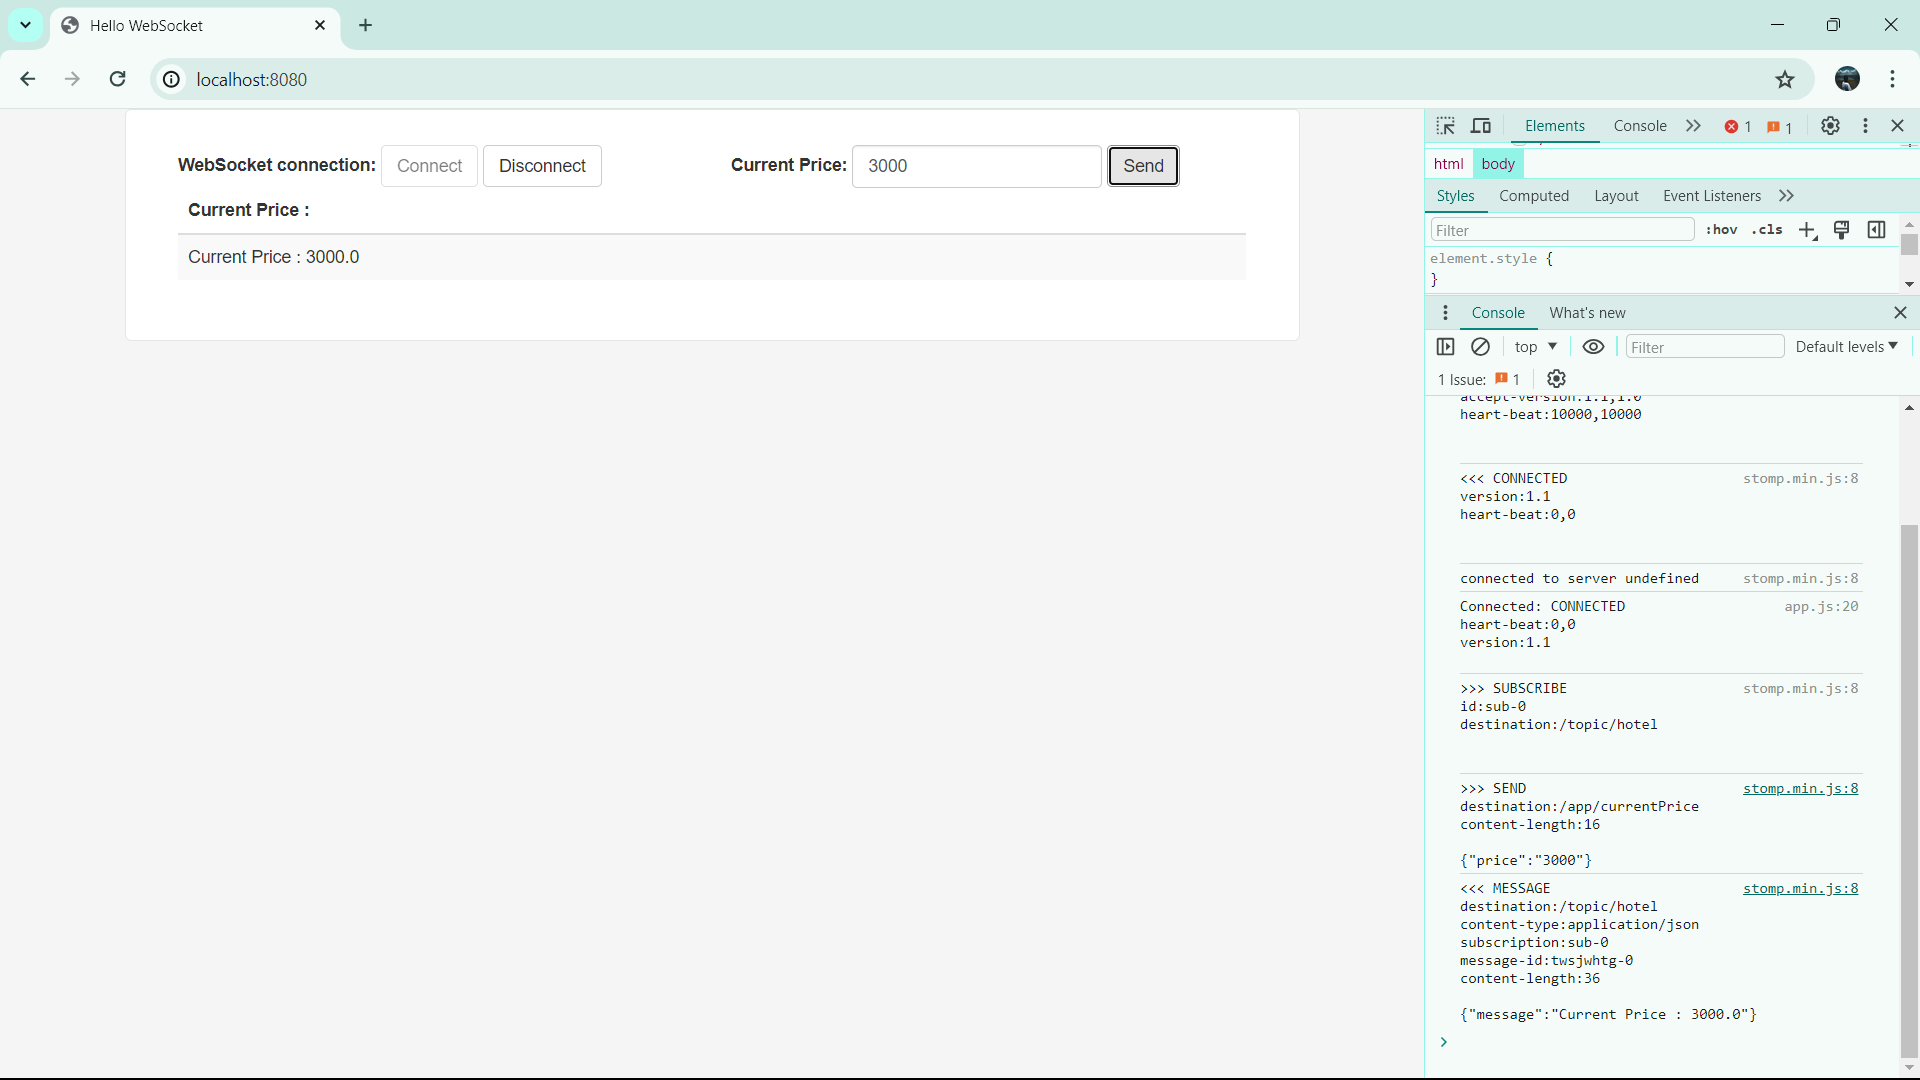 Hello WebSocket
localhost:8080
WebSocket connection: Connect Disconnect Current Price: 3000 Send
Current Price :
Current Price : 3000.0
Elements Console 1 1
html body
Styles Computed Layout Event Listeners
Filter :hov .cls
element.style {
}
Console What's new
top Filter Default levels
1 Issue: 1
accept-version:1.1,1.0
heart-beat:10000,10000
<<< CONNECTED stomp.min.js:8
version:1.1
heart-beat:0,0
connected to server undefined stomp.min.js:8
Connected: CONNECTED app.js:20
heart-beat:0,0
version:1.1
>>> SUBSCRIBE stomp.min.js:8
id:sub-0
destination:/topic/hotel
>>> SEND stomp.min.js:8
destination:/app/currentPrice
content-length:16
{"price":"3000"}
<<< MESSAGE stomp.min.js:8
destination:/topic/hotel
content-type:application/json
subscription:sub-0
message-id:twsjwhtg-0
content-length:36
{"message":"Current Price : 3000.0"}